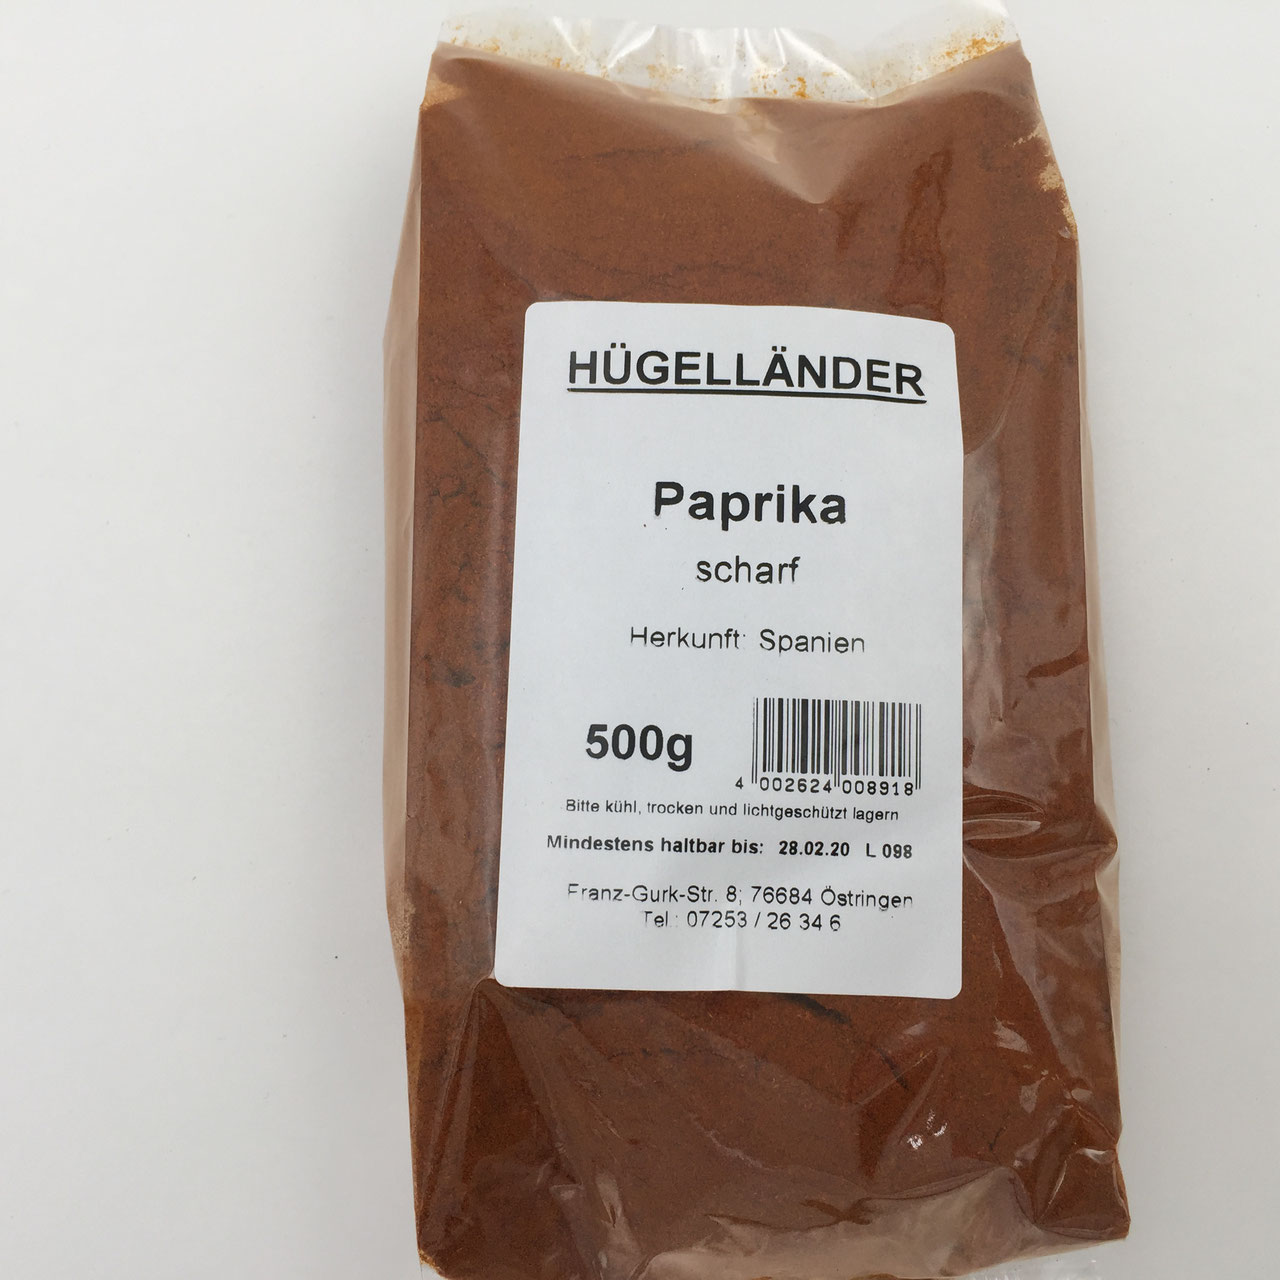 HÜGELLÄNDER
Paprika
scharf
Herkunft: Spanien
500g
4 002624 008918
Bitte kühl, trocken und lichtgeschützt lagern
Mindestens haltbar bis: 28.02.20 L 098
Franz-Gurk-Str. 8; 76684 Östringen
Tel.: 07253 / 26 34 6